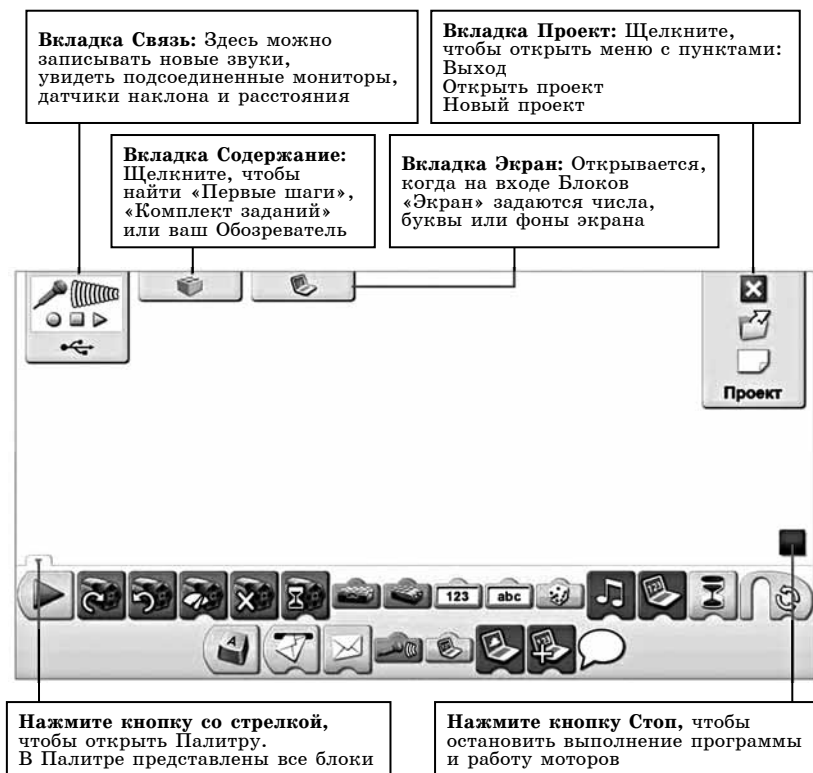 Вкладка Связь: Здесь можно
записывать новые звуки,
увидеть подсоединенные мониторы,
датчики наклона и расстояния
Вкладка Проект: Щелкните,
чтобы открыть меню с пунктами:
Выход
Открыть проект
Новый проект
Вкладка Содержание:
Щелкните, чтобы
найти «Первые шаги»,
«Комплект заданий»
или ваш Обозреватель
Вкладка Экран: Открывается,
когда на входе Блоков
«Экран» задаются числа,
буквы или фоны экрана
Проект
123
abc
123
A
123
Нажмите кнопку со стрелкой,
чтобы открыть Палитру.
В Палитре представлены все блоки
Нажмите кнопку Стоп, чтобы
остановить выполнение программы
и работу моторов